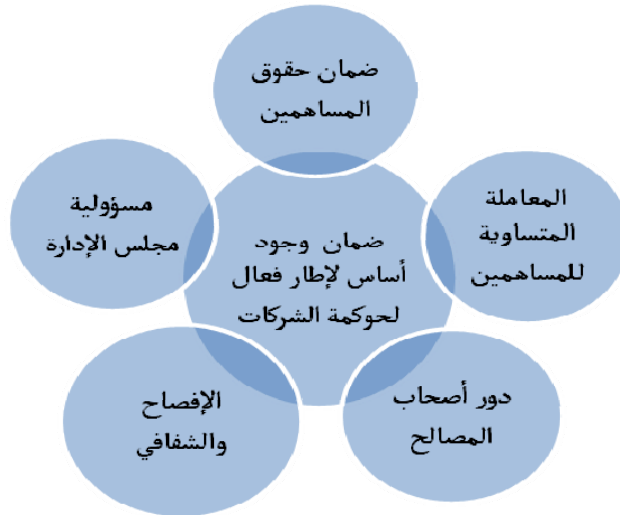 ضمان حقوق
المساهمين
المعاملة
المتساوية
للمساهمين
مسؤولية
مجلس الإدارة
ضمان وجود
أساس لإطار فعال
لحوكمة الشركات
دور أصحاب
المصالح
الإفصاح
والشفافي